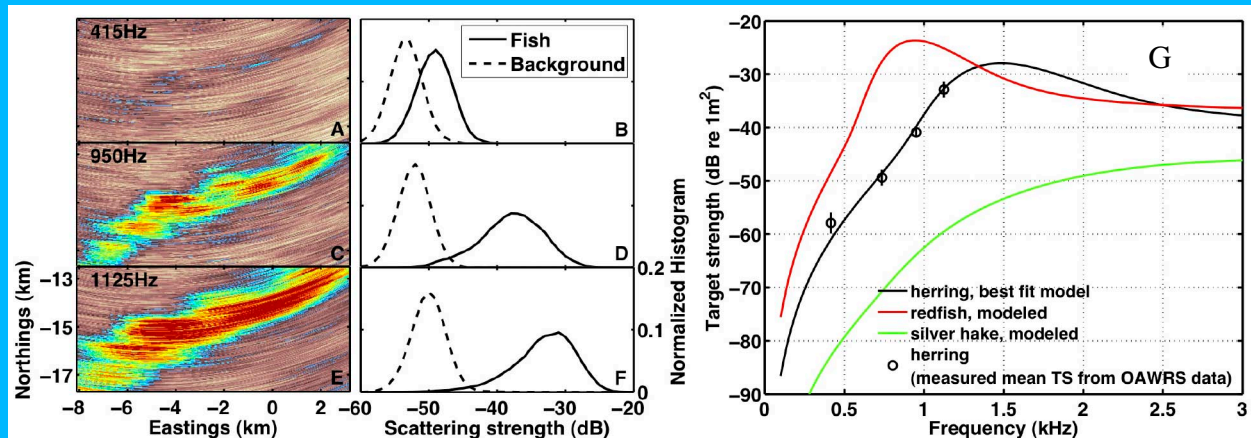 415Hz
A
950Hz
C
1125Hz
E
Northings (km)
−13
−15
−17
−8 −6 −4 −2 0 2
Eastings (km)
Fish
Background
B
D
F
−60 −50 −40 −30 −20
Scattering strength (dB)
0.2
0.1
0
Normalized Histogram
G
Target strength (dB re 1m²)
−20
−30
−40
−50
−60
−70
−80
−90
herring, best fit model
redfish, modeled
silver hake, modeled
herring
(measured mean TS from OAWRS data)
0 0.5 1 1.5 2 2.5 3
Frequency (kHz)